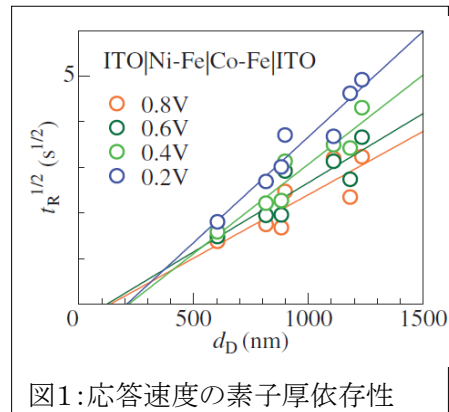 ITO|Ni-Fe|Co-Fe|ITO
0.8V
0.6V
0.4V
0.2V
5
t_R^{1/2} (s^{1/2})
0 500 1000 1500
d_D (nm)
図1:応答速度の素子厚依存性